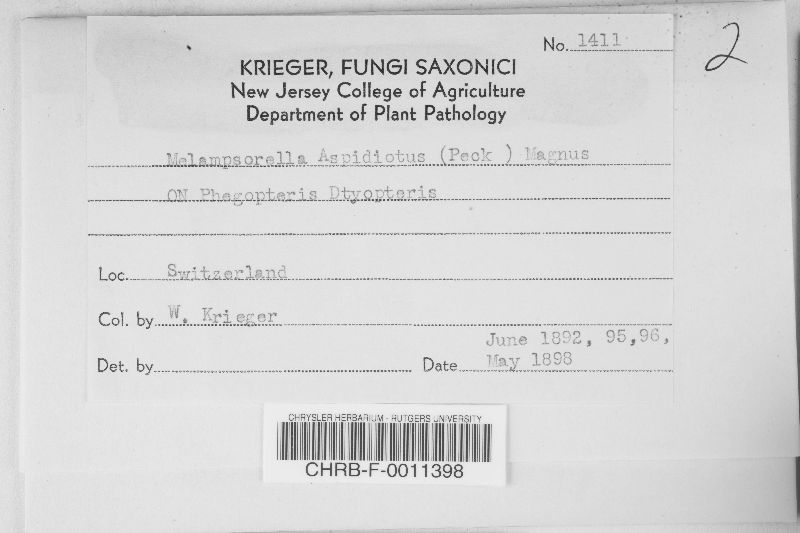 No. 1411
2
KRIEGER, FUNGI SAXONICI
New Jersey College of Agriculture
Department of Plant Pathology
Melampsorella Aspidiotus (Peck ) Magnus
ON Phegopteris Dtyopteris
Loc. Switzerland
Col. by W. Krieger
June 1892, 95,96,
Det. by Date May 1898
CHRYSLER HERBARIUM - RUTGERS UNIVERSITY
CHRB-F-0011398